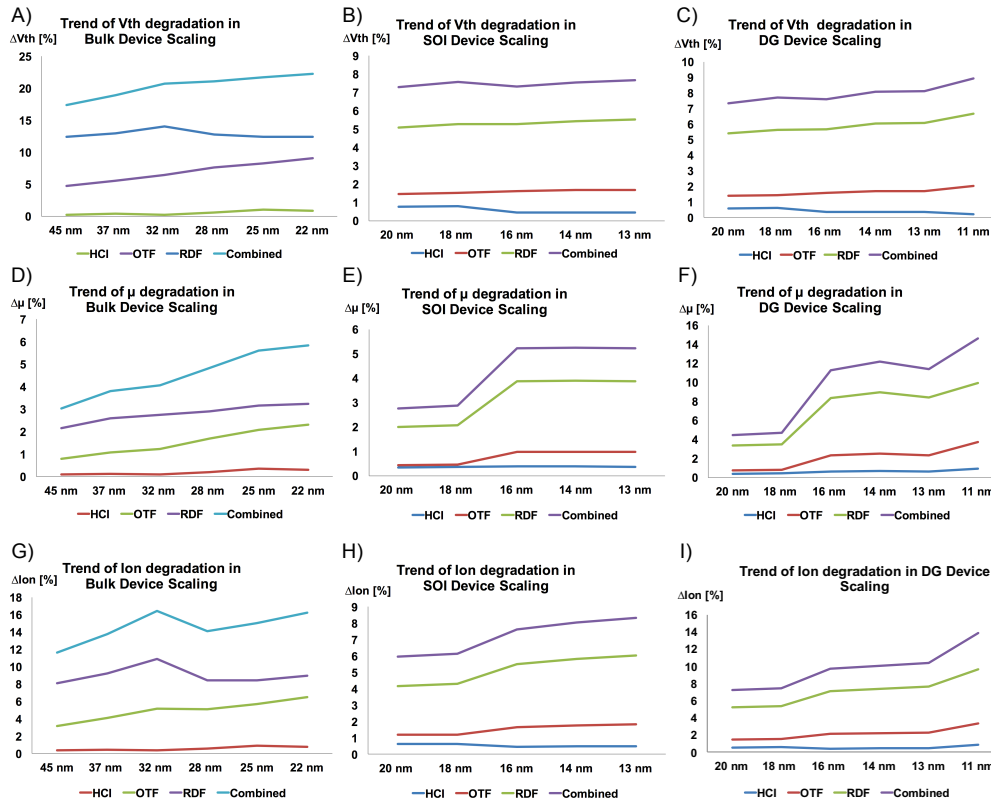 A)
Trend of Vth degradation in
Bulk Device Scaling
ΔVth [%]
25
20
15
10
5
0
45 nm 37 nm 32 nm 28 nm 25 nm 22 nm
HCI OTF RDF Combined
B)
Trend of Vth degradation in
SOI Device Scaling
ΔVth [%]
9
8
7
6
5
4
3
2
1
0
20 nm 18 nm 16 nm 14 nm 13 nm
HCI OTF RDF Combined
C)
Trend of Vth degradation in
DG Device Scaling
ΔVth [%]
10
9
8
7
6
5
4
3
2
1
0
20 nm 18 nm 16 nm 14 nm 13 nm 11 nm
HCI OTF RDF Combined
D)
Trend of μ degradation in
Bulk Device Scaling
Δμ [%]
7
6
5
4
3
2
1
0
45 nm 37 nm 32 nm 28 nm 25 nm 22 nm
HCI OTF RDF Combined
E)
Trend of μ degradation in
SOI Device Scaling
Δμ [%]
6
5
4
3
2
1
0
20 nm 18 nm 16 nm 14 nm 13 nm
HCI OTF RDF Combined
F)
Trend of μ degradation in
DG Device Scaling
Δμ [%]
16
14
12
10
8
6
4
2
0
20 nm 18 nm 16 nm 14 nm 13 nm 11 nm
HCI OTF RDF Combined
G)
Trend of Ion degradation in
Bulk Device Scaling
ΔIon [%]
18
16
14
12
10
8
6
4
2
0
45 nm 37 nm 32 nm 28 nm 25 nm 22 nm
HCI OTF RDF Combined
H)
Trend of Ion degradation in
SOI Device Scaling
ΔIon [%]
9
8
7
6
5
4
3
2
1
0
20 nm 18 nm 16 nm 14 nm 13 nm
HCI OTF RDF Combined
I)
Trend of Ion degradation in DG Device
Scaling
ΔIon [%]
16
14
12
10
8
6
4
2
0
20 nm 18 nm 16 nm 14 nm 13 nm 11 nm
HCI OTF RDF Combined